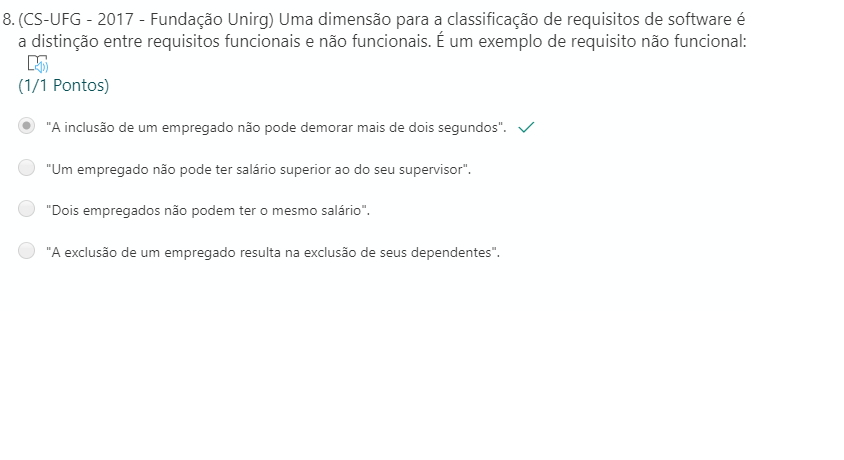 8. (CS-UFG - 2017 - Fundação Unirg) Uma dimensão para a classificação de requisitos de software é
a distinção entre requisitos funcionais e não funcionais. É um exemplo de requisito não funcional:
(1/1 Pontos)
"A inclusão de um empregado não pode demorar mais de dois segundos".
"Um empregado não pode ter salário superior ao do seu supervisor".
"Dois empregados não podem ter o mesmo salário".
"A exclusão de um empregado resulta na exclusão de seus dependentes".